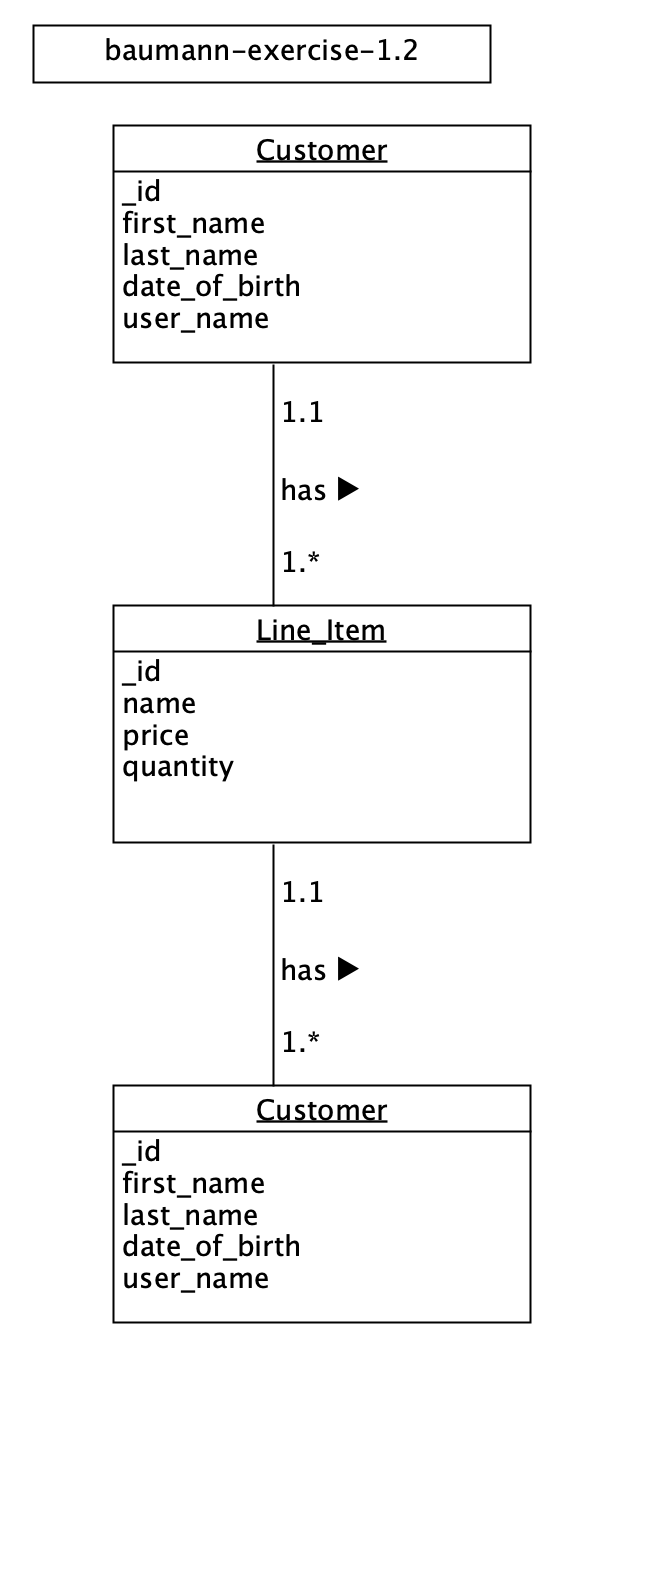 baumann-exercise-1.2
Customer
_id
first_name
last_name
date_of_birth
user_name
1.1
has ▶
1.*
Line_Item
_id
name
price
quantity
1.1
has ▶
1.*
Customer
_id
first_name
last_name
date_of_birth
user_name